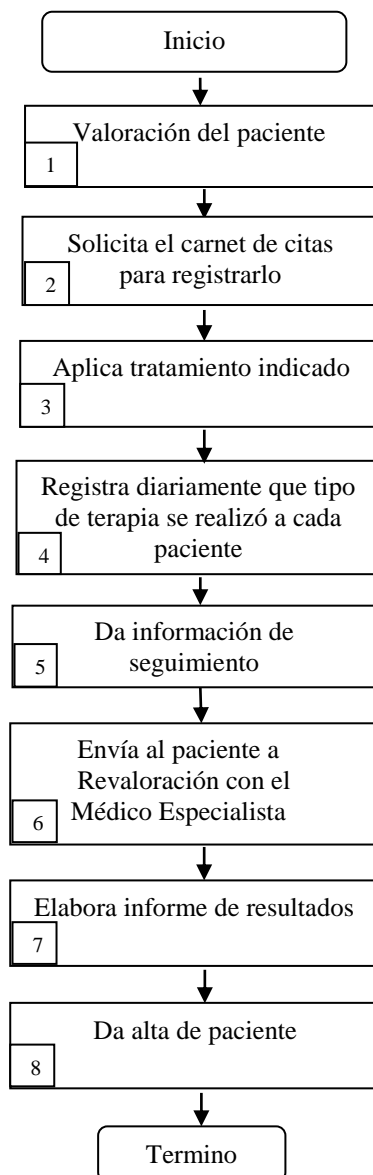 Inicio
Valoración del paciente
1
Solicita el carnet de citas
para registrarlo
2
Aplica tratamiento indicado
3
Registra diariamente que tipo
de terapia se realizó a cada
paciente
4
Da información de
seguimiento
5
Envía al paciente a
Revaloración con el
Médico Especialista
6
Elabora informe de resultados
7
Da alta de paciente
8
Termino